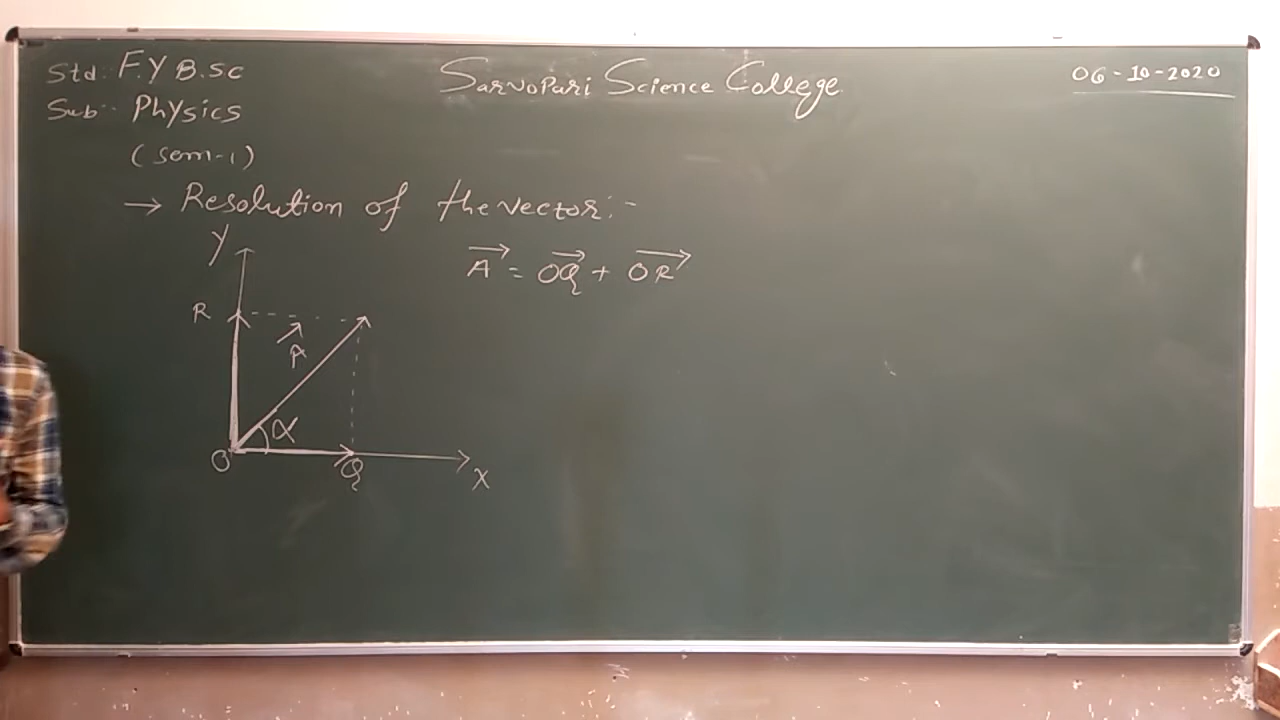 Std: F.Y B.Sc
Sarvopari Science College
06-10-2020
Sub:- Physics
(sem-1)
→ Resolution of the vector:-
Y
A⃗ = OQ⃗ + OR⃗
R
A⃗
α
O
Q
X